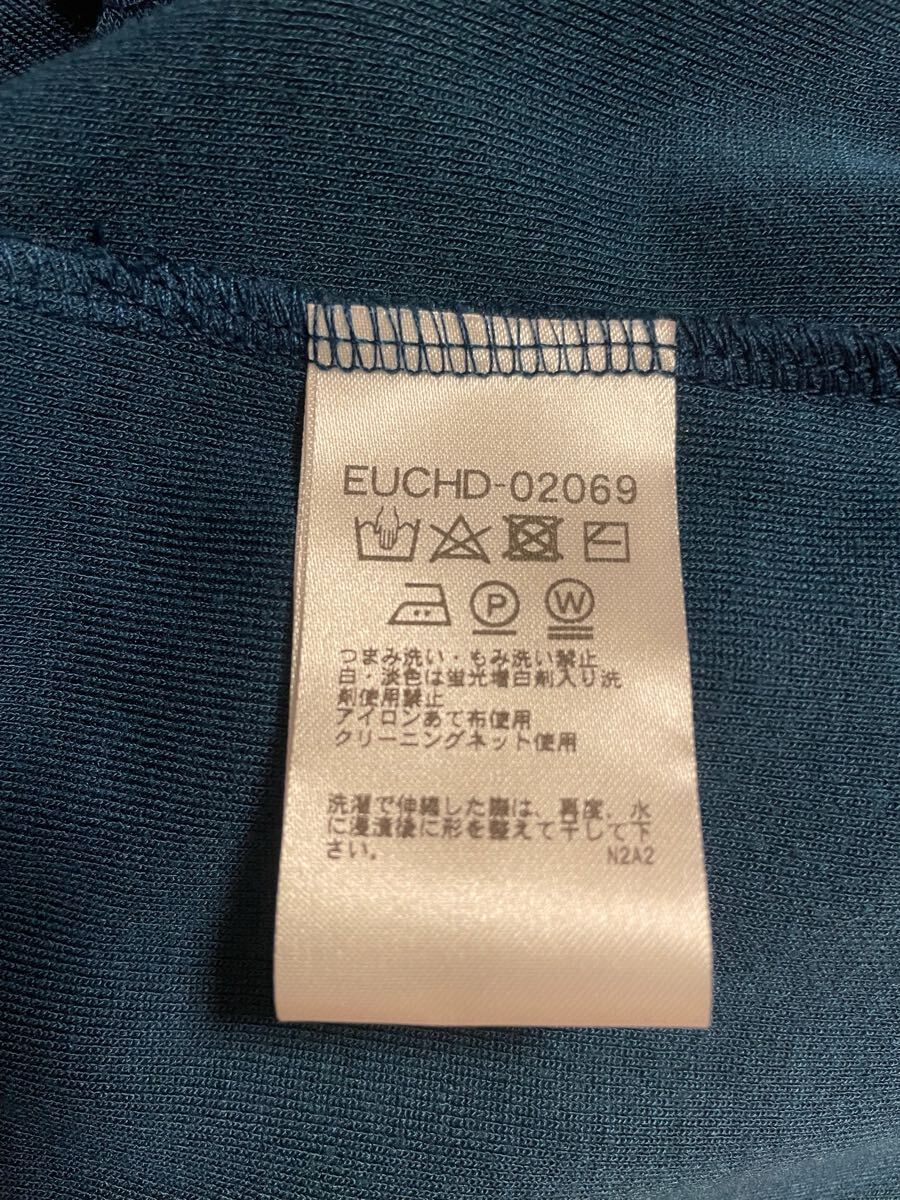 EUCHD-02069
P W
つまみ洗い・もみ洗い禁止
白・淡色は蛍光増白剤入り洗
剤使用禁止
アイロンあて布使用
クリーニングネット使用
洗濯で伸縮した際は、再度、水
に浸漬後に形を整えて干して下
さい。 N2A2